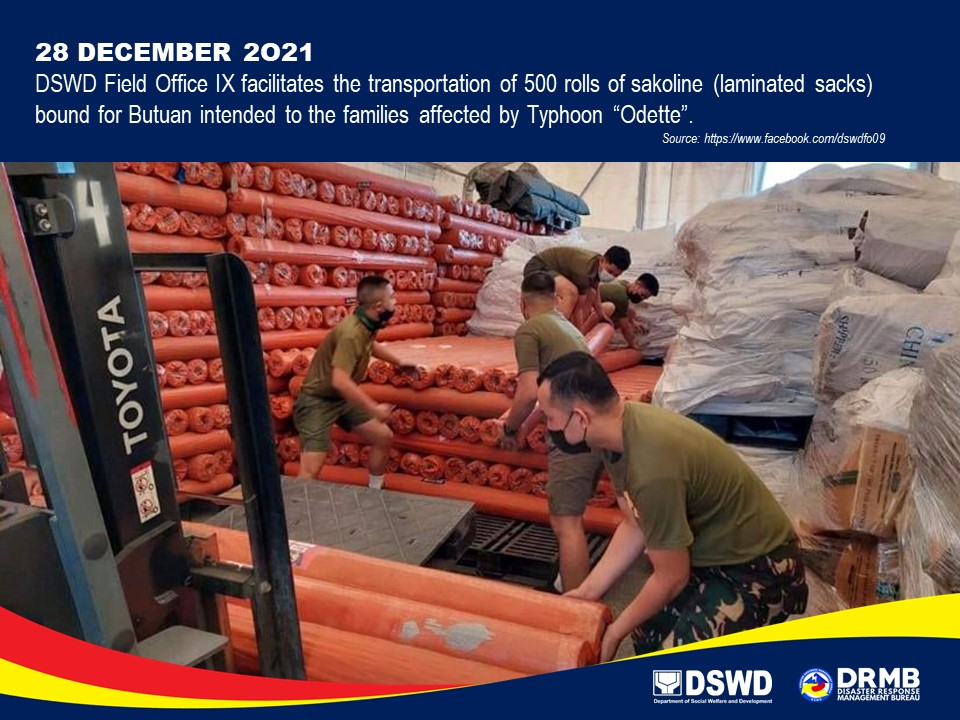 28 DECEMBER 2O21
DSWD Field Office IX facilitates the transportation of 500 rolls of sakoline (laminated sacks)
bound for Butuan intended to the families affected by Typhoon “Odette”.
Source: https://www.facebook.com/dswdfo09
4
TOYOTA
DSWD
Department of Social Welfare and Development
DRMB
DISASTER RESPONSE
MANAGEMENT BUREAU